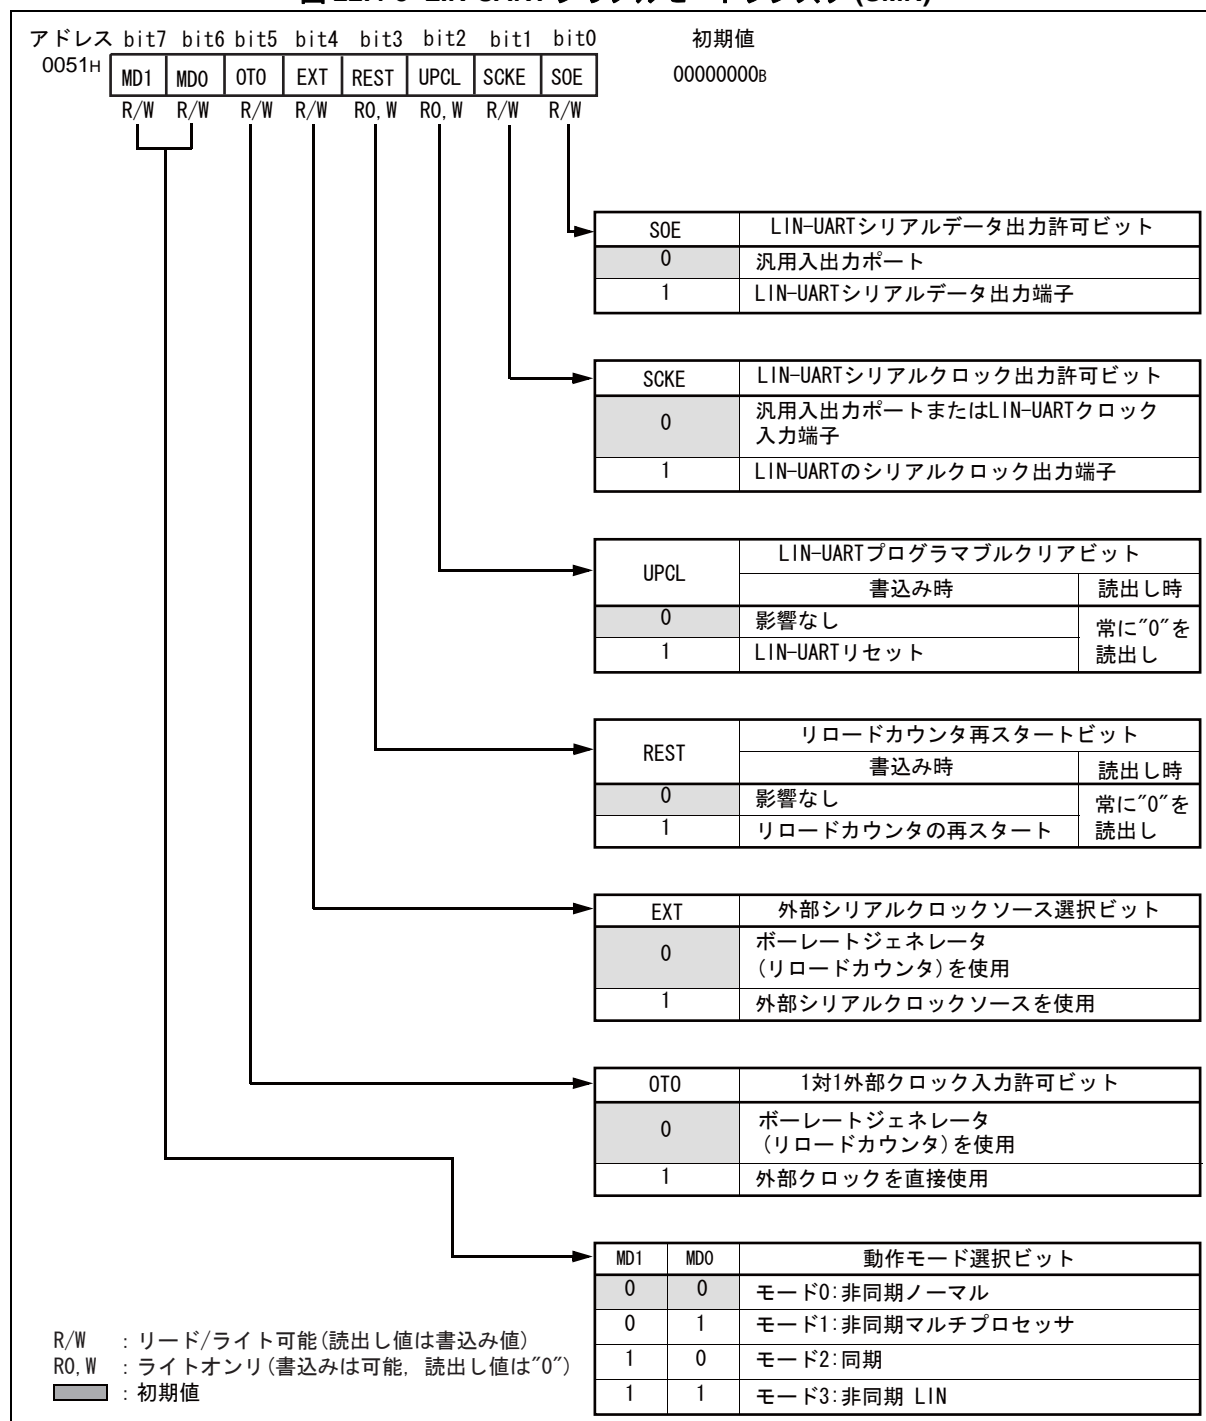 アドレス bit7 bit6 bit5 bit4 bit3 bit2 bit1 bit0 初期値
0051H MD1 MD0 OTO EXT REST UPCL SCKE SOE 00000000B
R/W R/W R/W R/W R0,W R0,W R/W R/W
SOE LIN-UARTシリアルデータ出力許可ビット
0 汎用入出力ポート
1 LIN-UARTシリアルデータ出力端子
SCKE LIN-UARTシリアルクロック出力許可ビット
0 汎用入出力ポートまたはLIN-UARTクロック
入力端子
1 LIN-UARTのシリアルクロック出力端子
UPCL LIN-UARTプログラマブルクリアビット
書込み時 読出し時
0 影響なし 常に"0"を
1 LIN-UARTリセット 読出し
REST リロードカウンタ再スタートビット
書込み時 読出し時
0 影響なし 常に"0"を
1 リロードカウンタの再スタート 読出し
EXT 外部シリアルクロックソース選択ビット
0 ボーレートジェネレータ
(リロードカウンタ)を使用
1 外部シリアルクロックソースを使用
OTO 1対1外部クロック入力許可ビット
0 ボーレートジェネレータ
(リロードカウンタ)を使用
1 外部クロックを直接使用
MD1 MD0 動作モード選択ビット
0 0 モード0:非同期ノーマル
0 1 モード1:非同期マルチプロセッサ
1 0 モード2:同期
1 1 モード3:非同期 LIN
R/W :リード/ライト可能(読出し値は書込み値)
R0,W :ライトオンリ(書込みは可能, 読出し値は"0")
:初期値